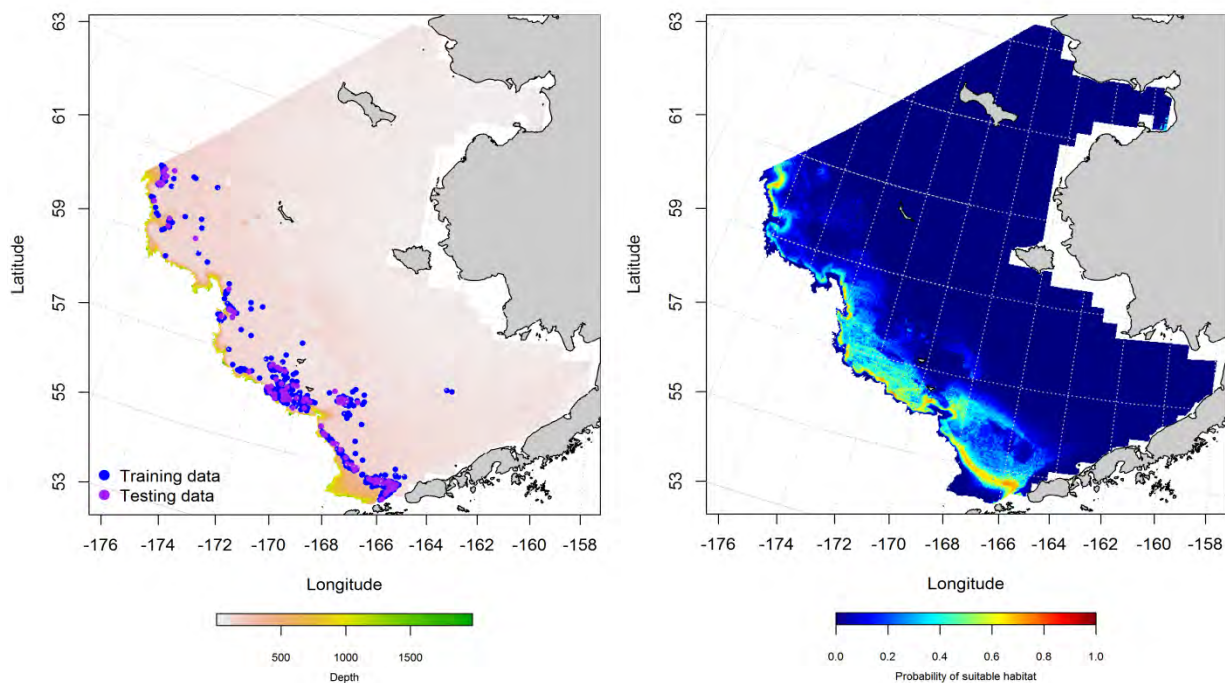 63
61
59
57
55
53
Latitude
Training data
Testing data
-176 -174 -172 -170 -168 -166 -164 -162 -160 -158
Longitude
500 1000 1500
Depth
63
61
59
57
55
53
Latitude
-176 -174 -172 -170 -168 -166 -164 -162 -160 -158
Longitude
0.0 0.2 0.4 0.6 0.8 1.0
Probability of suitable habitat